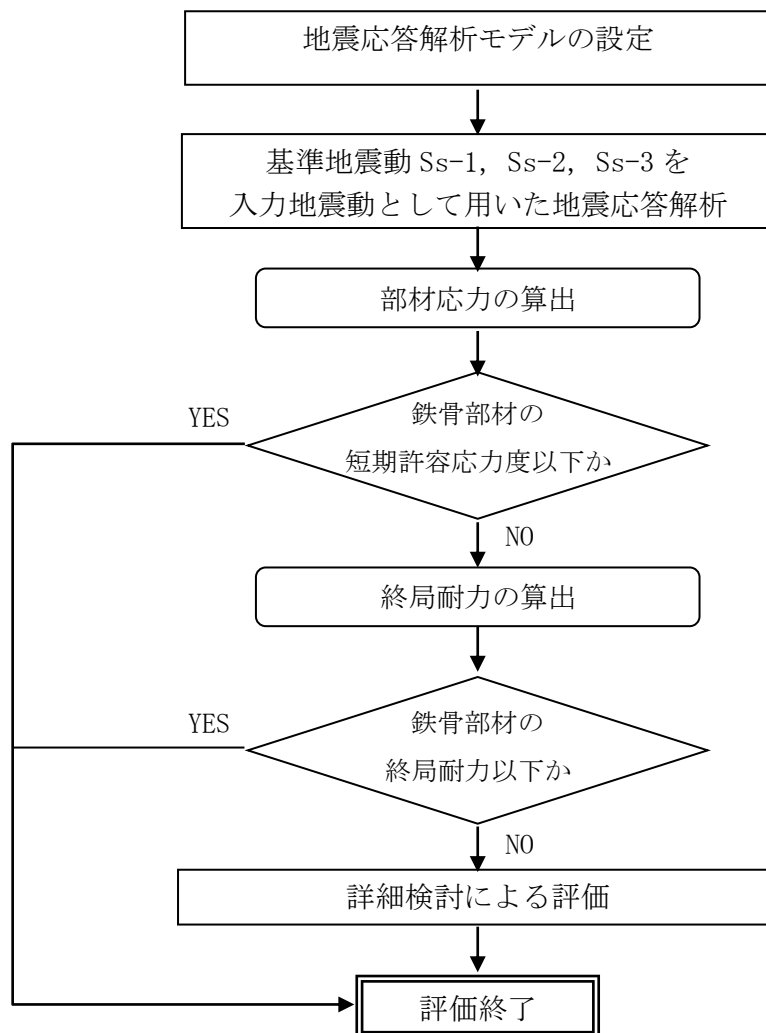 地震応答解析モデルの設定
基準地震動 Ss-1, Ss-2, Ss-3 を
入力地震動として用いた地震応答解析
部材応力の算出
YES
鉄骨部材の
短期許容応力度以下か
NO
終局耐力の算出
YES
鉄骨部材の
終局耐力以下か
NO
詳細検討による評価
評価終了